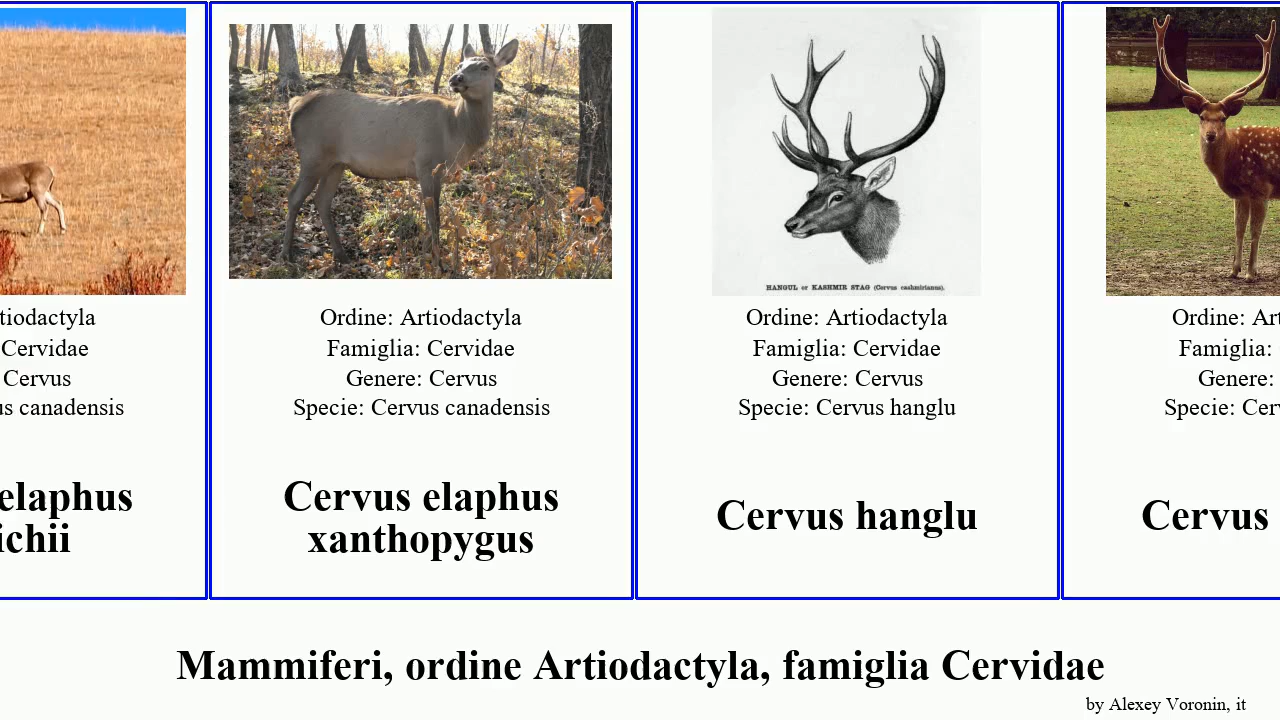 tiodactyla
Cervidae
Cervus
us canadensis
elaphus
ichii
Ordine: Artiodactyla
Famiglia: Cervidae
Genere: Cervus
Specie: Cervus canadensis
Cervus elaphus
xanthopygus
HANGUL or KASHMIR STAG (Cervus cashmirianus).
Ordine: Artiodactyla
Famiglia: Cervidae
Genere: Cervus
Specie: Cervus hanglu
Cervus hanglu
Ordine: Art
Famiglia:
Genere:
Specie: Cerv
Cervus
Mammiferi, ordine Artiodactyla, famiglia Cervidae
by Alexey Voronin, it